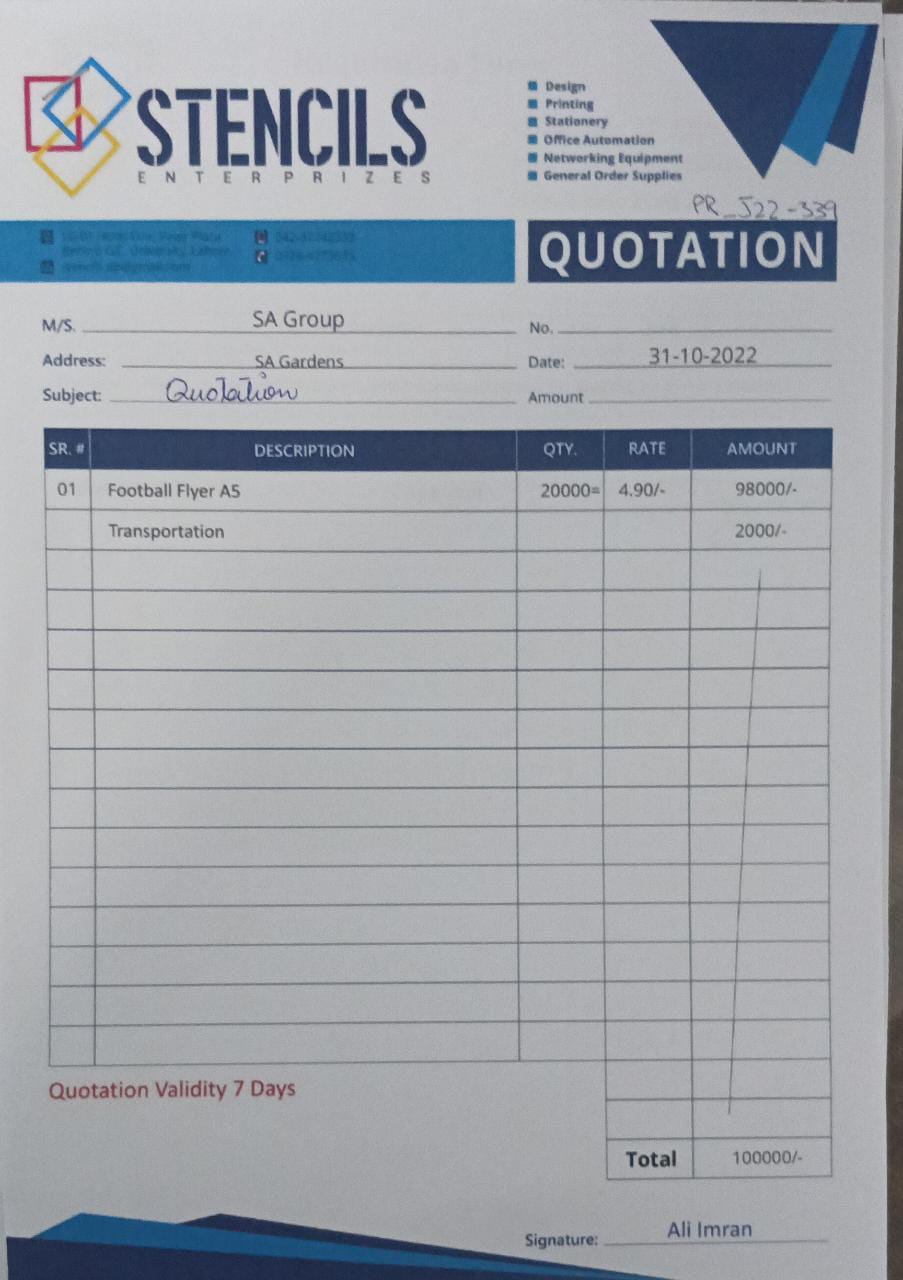 STENCILS
ENTERPRIZES
Design
Printing
Stationery
Office Automation
Networking Equipment
General Order Supplies
PR_J22-339
QUOTATION
M/S. SA Group
No.
Address: SA Gardens
Date: 31-10-2022
Subject: Quotation
Amount
SR. # DESCRIPTION QTY. RATE AMOUNT
01 Football Flyer A5 20000= 4.90/- 98000/-
Transportation 2000/-
Quotation Validity 7 Days
Total 100000/-
Signature: Ali Imran